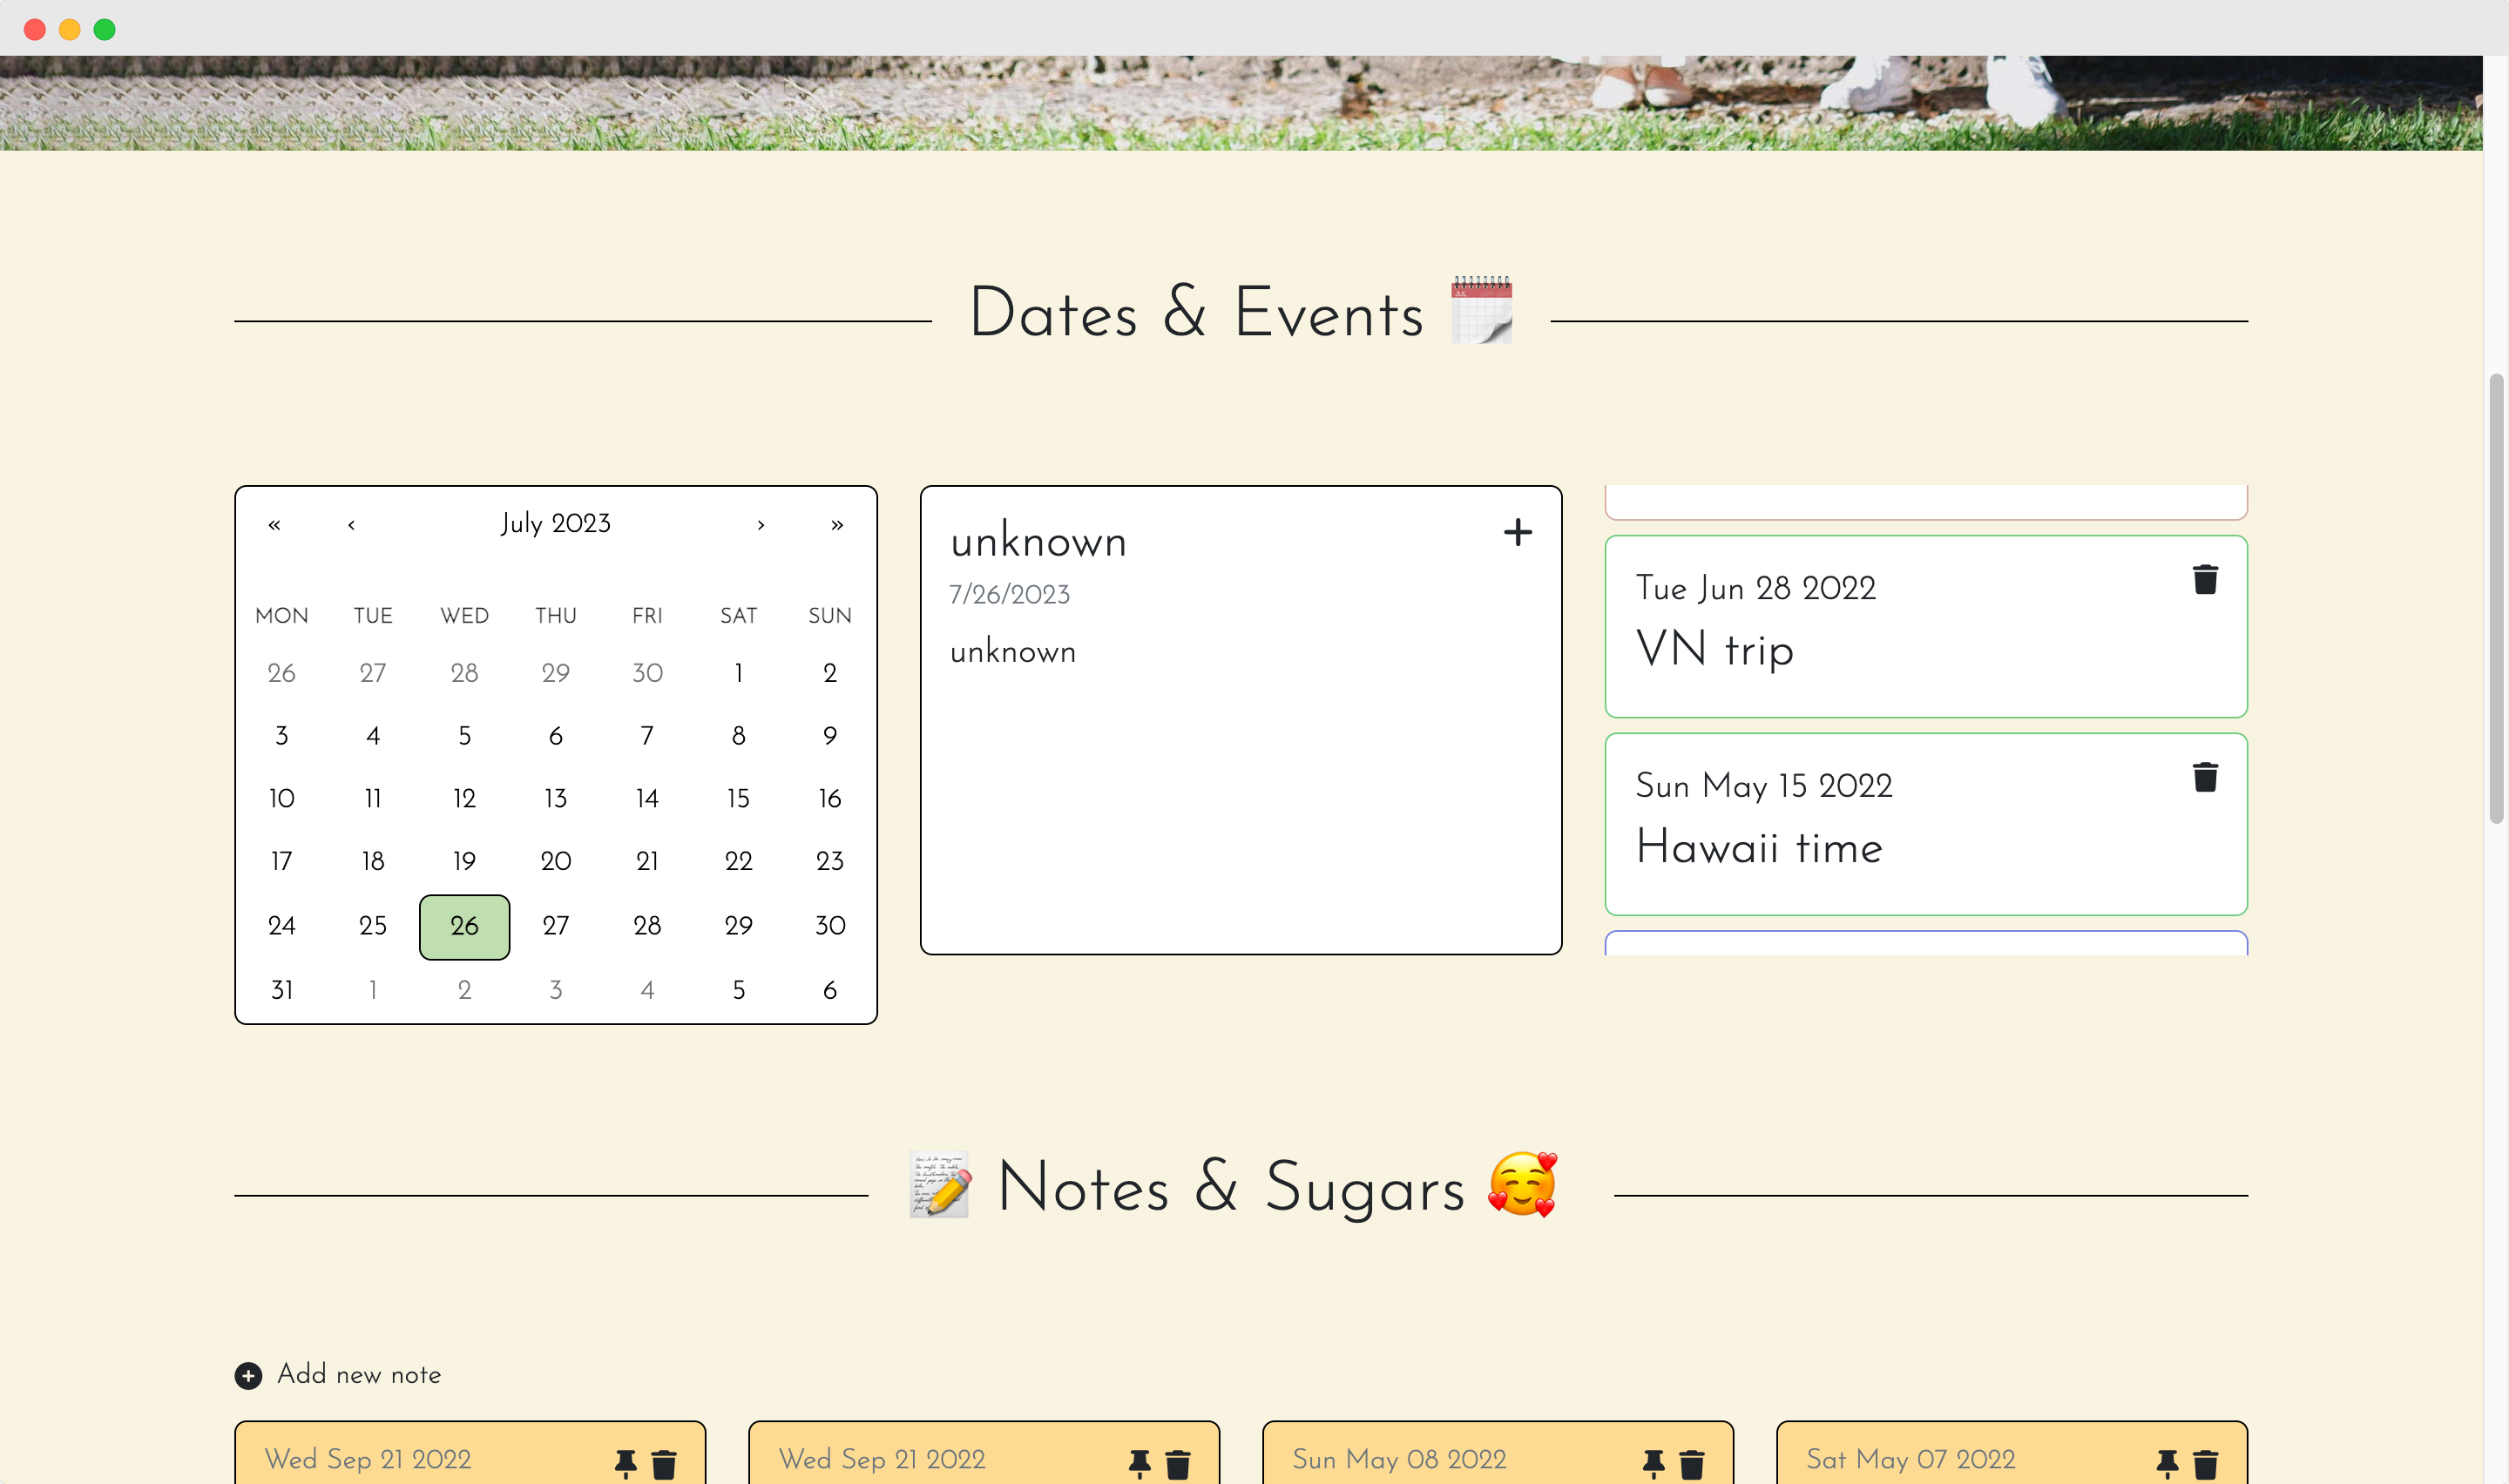 Dates & Events
« ‹ July 2023 › »
MON TUE WED THU FRI SAT SUN
26 27 28 29 30 1 2
3 4 5 6 7 8 9
10 11 12 13 14 15 16
17 18 19 20 21 22 23
24 25 26 27 28 29 30
31 1 2 3 4 5 6
unknown
7/26/2023
unknown
Tue Jun 28 2022
VN trip
Sun May 15 2022
Hawaii time
Notes & Sugars
Add new note
Wed Sep 21 2022
Wed Sep 21 2022
Sun May 08 2022
Sat May 07 2022